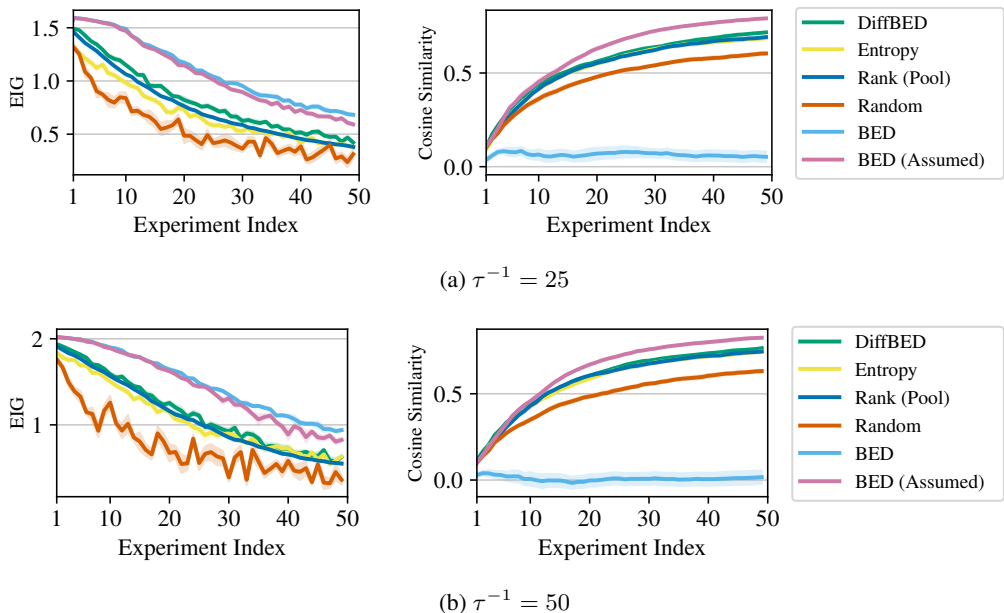 1.5
1.0
0.5
EIG
1 10 20 30 40 50
Experiment Index
0.5
0.0
Cosine Similarity
1 10 20 30 40 50
Experiment Index
DiffBED
Entropy
Rank (Pool)
Random
BED
BED (Assumed)
(a) τ⁻¹ = 25
2
1
EIG
1 10 20 30 40 50
Experiment Index
0.5
0.0
Cosine Similarity
1 10 20 30 40 50
Experiment Index
DiffBED
Entropy
Rank (Pool)
Random
BED
BED (Assumed)
(b) τ⁻¹ = 50